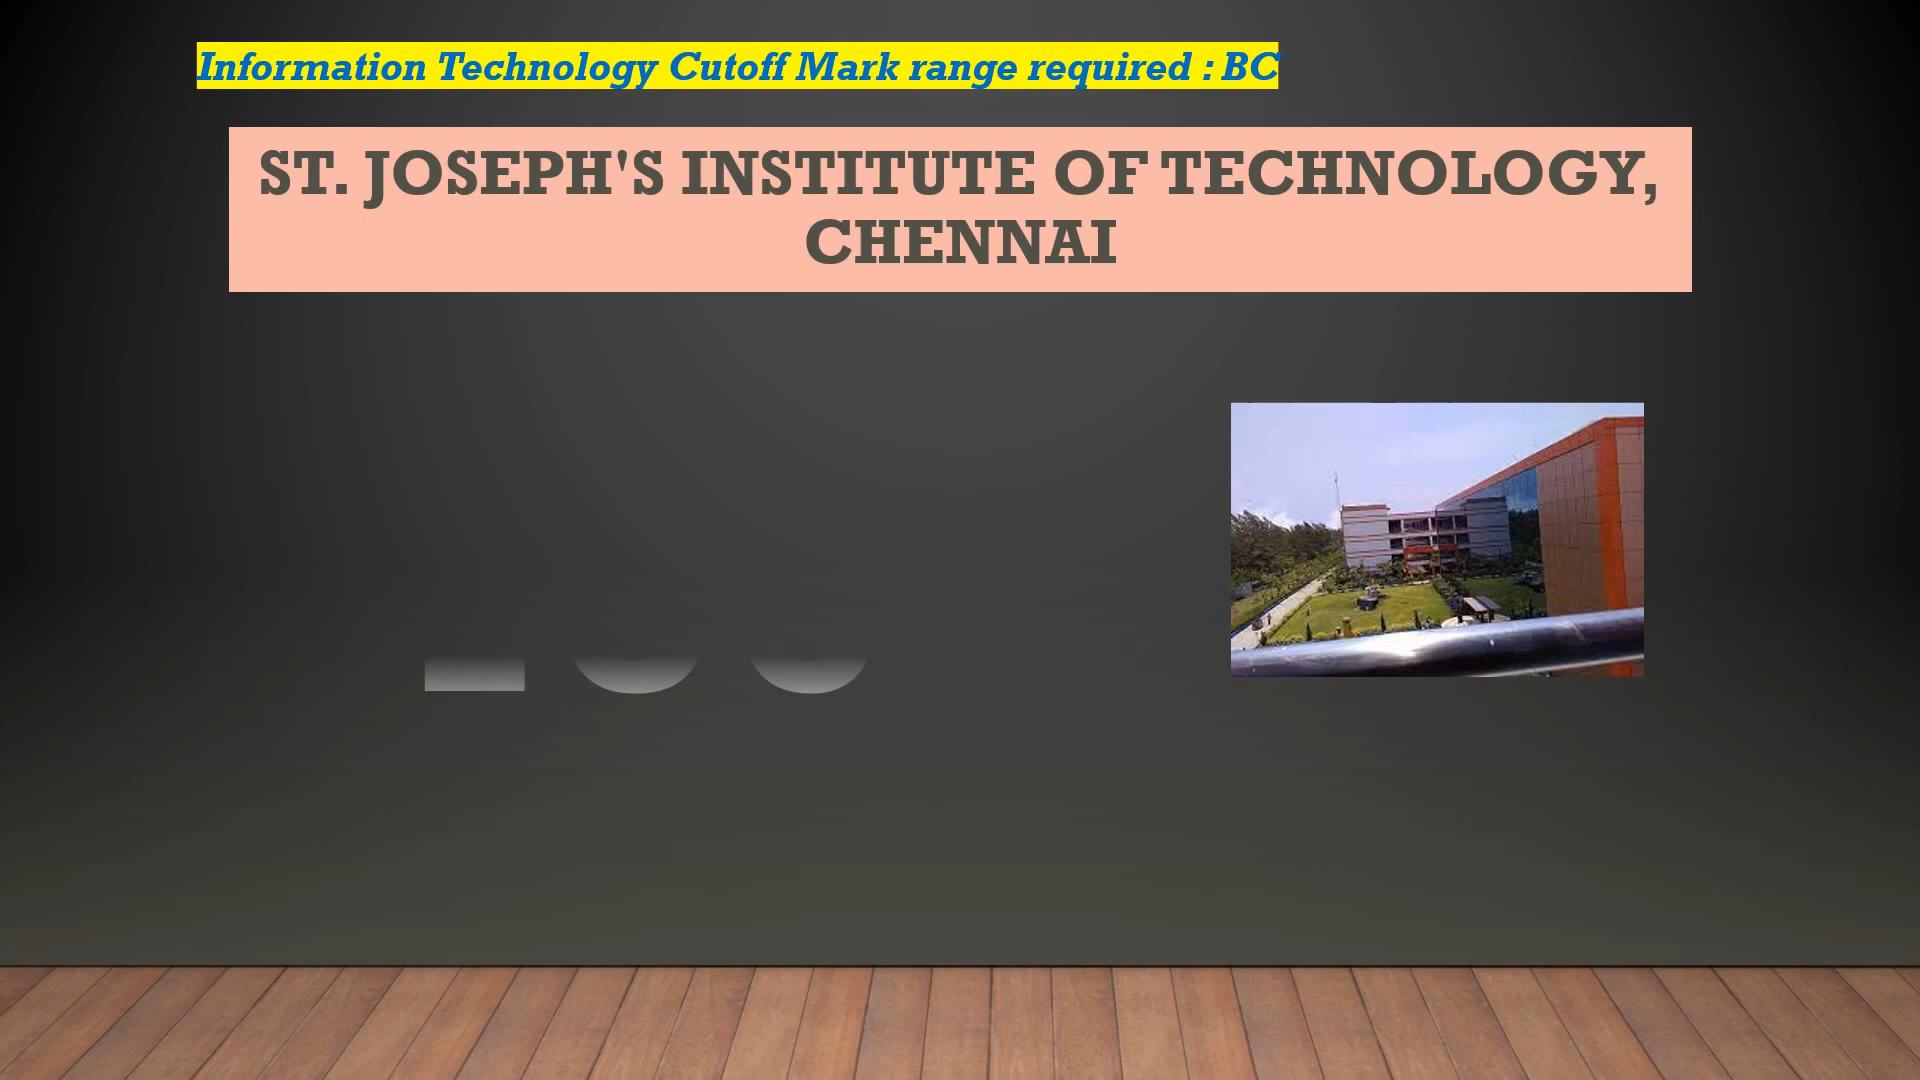 Information Technology Cutoff Mark range required : BC
ST. JOSEPH'S INSTITUTE OF TECHNOLOGY,
CHENNAI